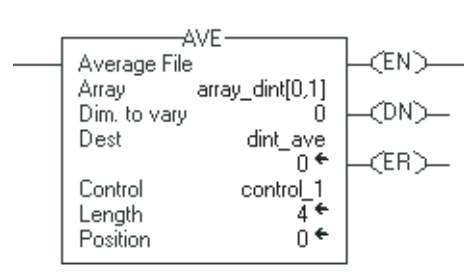 AVE
Average File
Array array_dint[0,1]
Dim. to vary 0
Dest dint_ave
0
Control control_1
Length 4
Position 0
EN
DN
ER